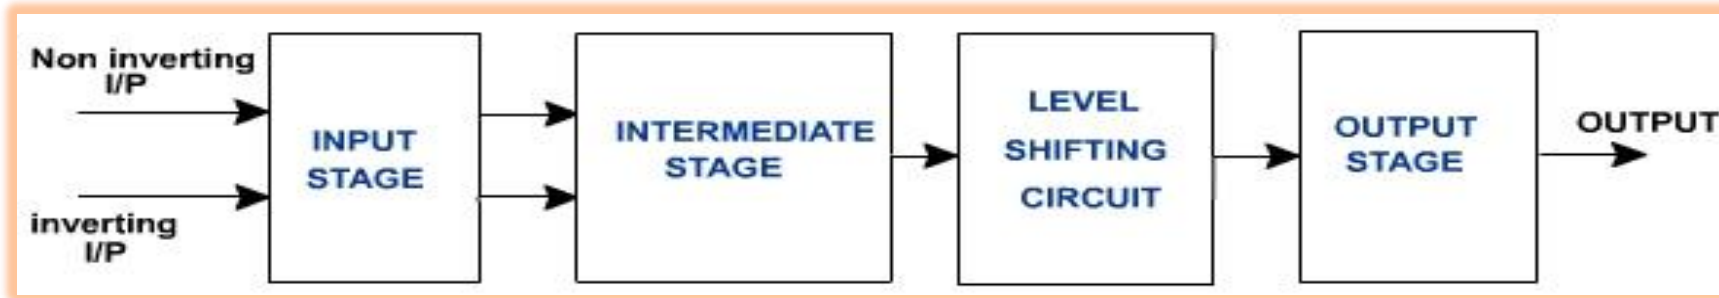 Non inverting
I/P
inverting
I/P
INPUT
STAGE
INTERMEDIATE
STAGE
LEVEL
SHIFTING
CIRCUIT
OUTPUT
STAGE
OUTPUT